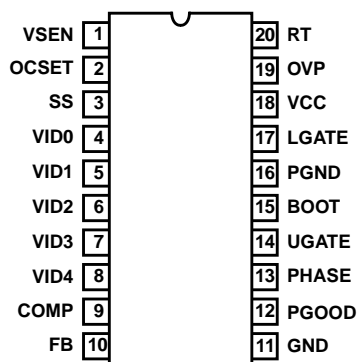 VSEN 1 20 RT
OCSET 2 19 OVP
SS 3 18 VCC
VID0 4 17 LGATE
VID1 5 16 PGND
VID2 6 15 BOOT
VID3 7 14 UGATE
VID4 8 13 PHASE
COMP 9 12 PGOOD
FB 10 11 GND